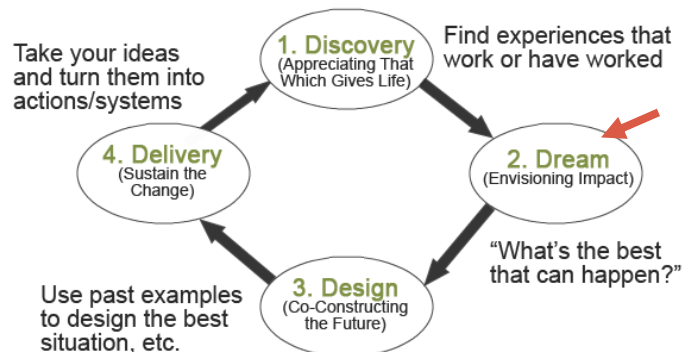 1. Discovery
(Appreciating That
Which Gives Life)
Find experiences that
work or have worked
2. Dream
(Envisioning Impact)
“What’s the best
that can happen?”
3. Design
(Co-Constructing
the Future)
Use past examples
to design the best
situation, etc.
4. Delivery
(Sustain the
Change)
Take your ideas
and turn them into
actions/systems